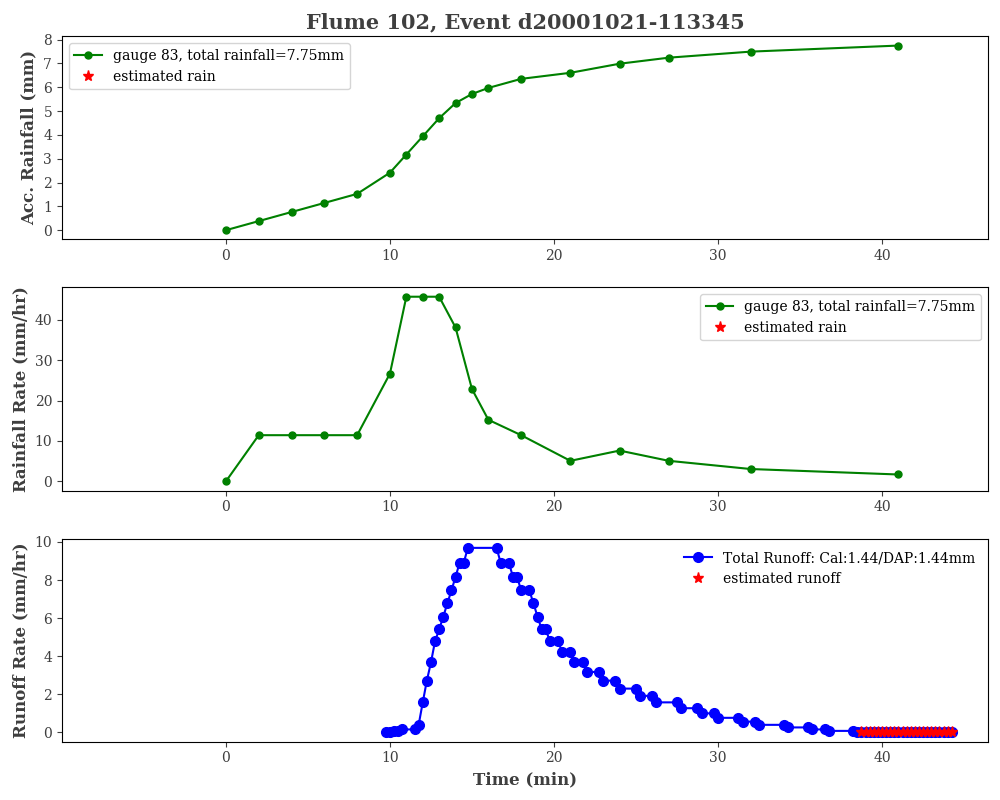 Flume 102, Event d20001021-113345
8
7
6
5
4
3
2
1
0
Acc. Rainfall (mm)
gauge 83, total rainfall=7.75mm
estimated rain
0 10 20 30 40
40
30
20
10
0
Rainfall Rate (mm/hr)
gauge 83, total rainfall=7.75mm
estimated rain
0 10 20 30 40
10
8
6
4
2
0
Runoff Rate (mm/hr)
Total Runoff: Cal:1.44/DAP:1.44mm
estimated runoff
0 10 20 30 40
Time (min)